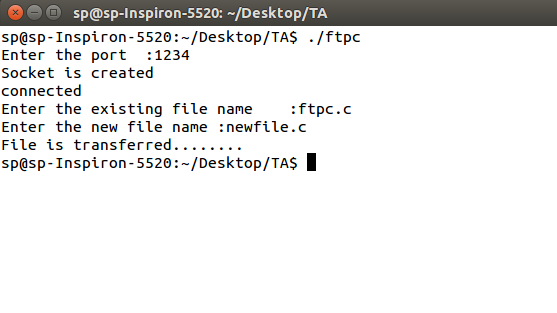 sp@sp-Inspiron-5520: ~/Desktop/TA
sp@sp-Inspiron-5520:~/Desktop/TA$ ./ftpc
Enter the port  :1234
Socket is created
connected
Enter the existing file name    :ftpc.c
Enter the new file name :newfile.c
File is transferred........
sp@sp-Inspiron-5520:~/Desktop/TA$